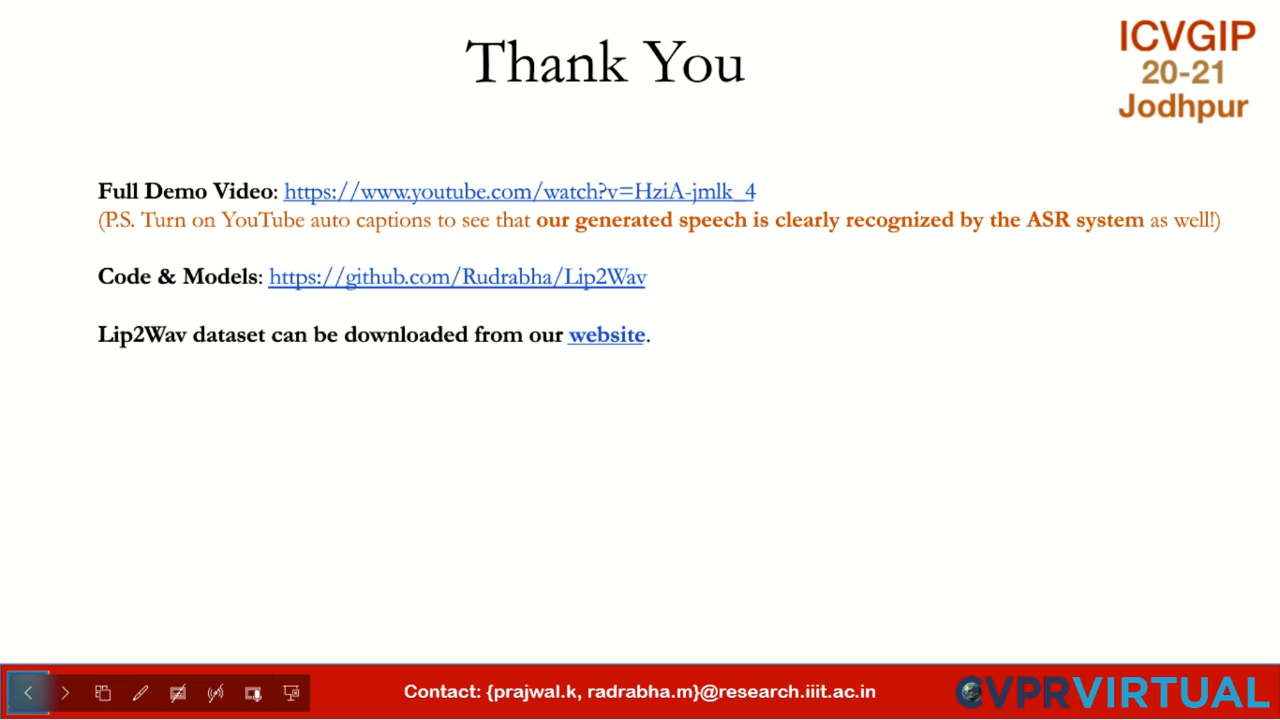 Thank You
ICVGIP
20-21
Jodhpur
Full Demo Video: https://www.youtube.com/watch?v=HziA-jmlk_4
(P.S. Turn on YouTube auto captions to see that our generated speech is clearly recognized by the ASR system as well!)
Code & Models: https://github.com/Rudrabha/Lip2Wav
Lip2Wav dataset can be downloaded from our website.
Contact: {prajwal.k, radrabha.m}@research.iiit.ac.in
CVPRVIRTUAL